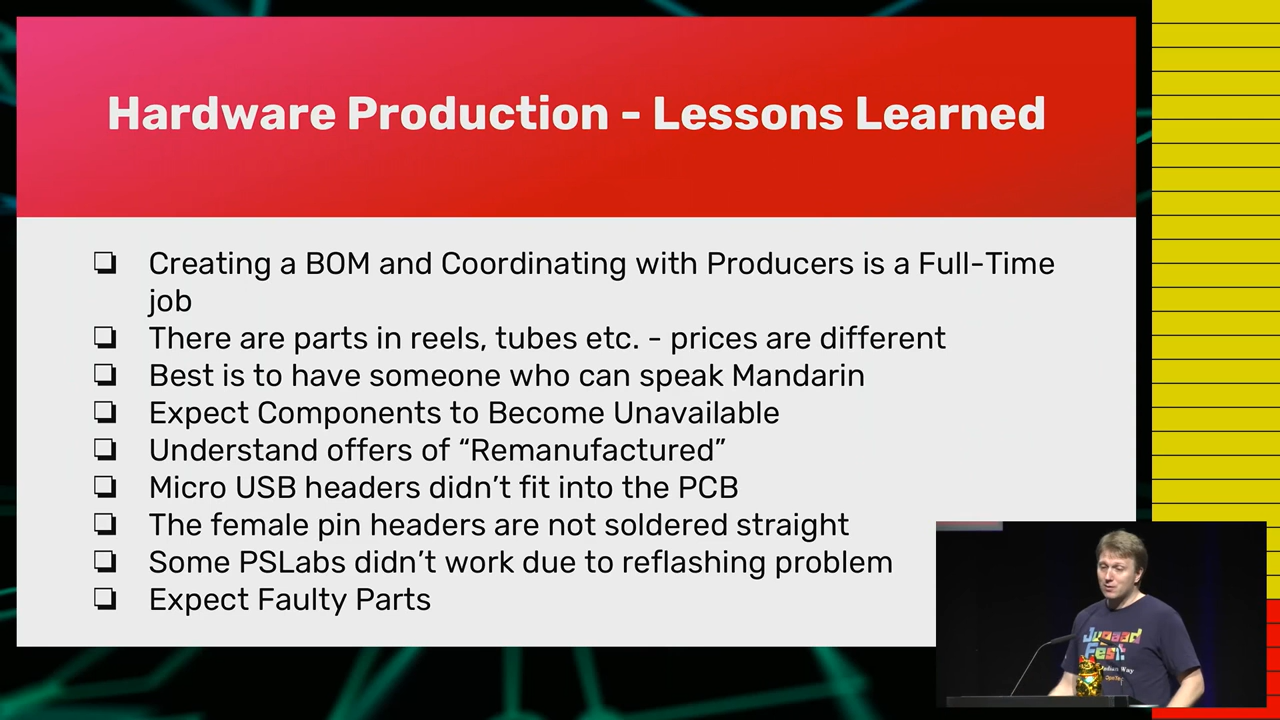 Hardware Production - Lessons Learned
❏ Creating a BOM and Coordinating with Producers is a Full-Time
job
❏ There are parts in reels, tubes etc. - prices are different
❏ Best is to have someone who can speak Mandarin
❏ Expect Components to Become Unavailable
❏ Understand offers of “Remanufactured”
❏ Micro USB headers didn’t fit into the PCB
❏ The female pin headers are not soldered straight
❏ Some PSLabs didn’t work due to reflashing problem
❏ Expect Faulty Parts
Jugaad
Fest
Way